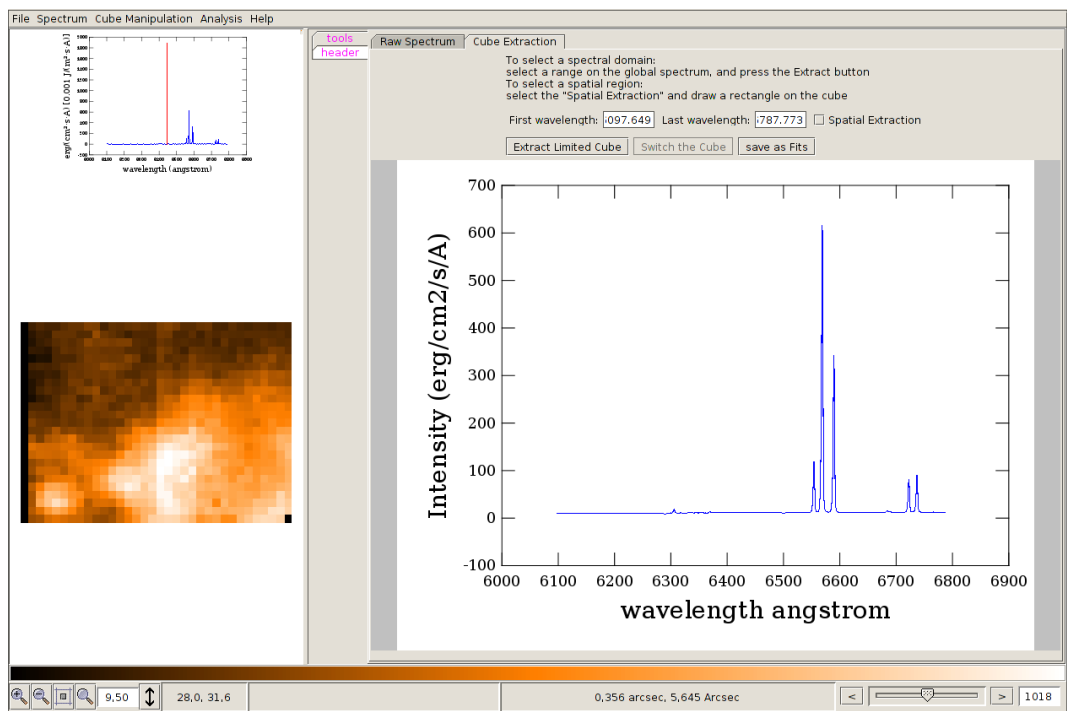 File Spectrum Cube Manipulation Analysis Help
tools
header
Raw Spectrum Cube Extraction
To select a spectral domain:
select a range on the global spectrum, and press the Extract button
To select a spatial region:
select the "Spatial Extraction" and draw a rectangle on the cube
First wavelength: 097.649 Last wavelength: 787.773 Spatial Extraction
Extract Limited Cube Switch the Cube save as Fits
wavelength (angstrom)
700
600
500
400
300
200
100
0
-100
Intensity (erg/cm2/s/A)
6000 6100 6200 6300 6400 6500 6600 6700 6800 6900
wavelength angstrom
9,50 28,0, 31,6 0,356 arcsec, 5,645 Arcsec < > 1018